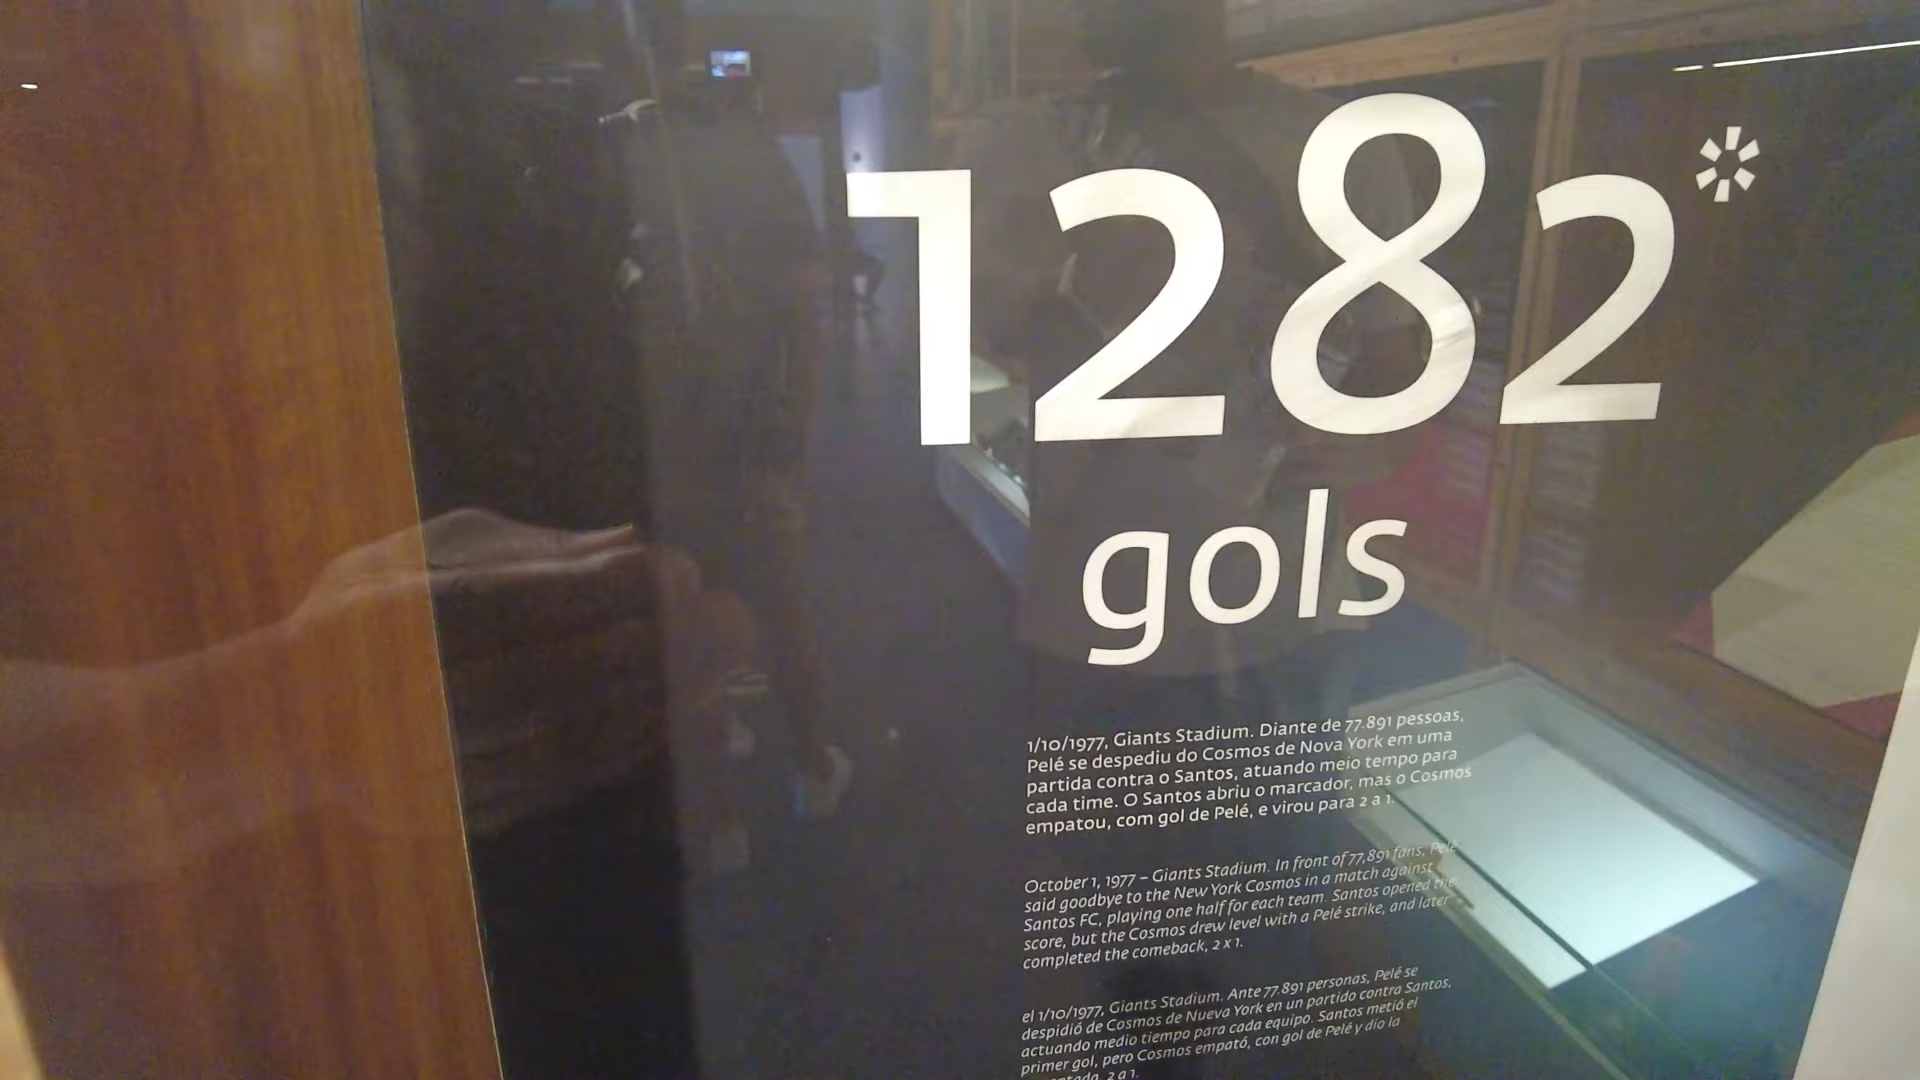 1282*
gols
1/10/1977, Giants Stadium. Diante de 77.891 pessoas,
Pelé se despediu do Cosmos de Nova York em uma
partida contra o Santos, atuando meio tempo para
cada time. O Santos abriu o marcador, mas o Cosmos
empatou, com gol de Pelé, e virou para 2 a 1.
October 1, 1977 – Giants Stadium. In front of 77,891 fans, Pelé
said goodbye to the New York Cosmos in a match against
Santos FC, playing one half for each team. Santos opened the
score, but the Cosmos drew level with a Pelé strike, and later
completed the comeback, 2 x 1.
el 1/10/1977, Giants Stadium. Ante 77.891 personas, Pelé se
despidió de Cosmos de Nueva York en un partido contra Santos,
actuando medio tiempo para cada equipo. Santos metió el
primer gol, pero Cosmos empató, con gol de Pelé y dio la
2 a 1.